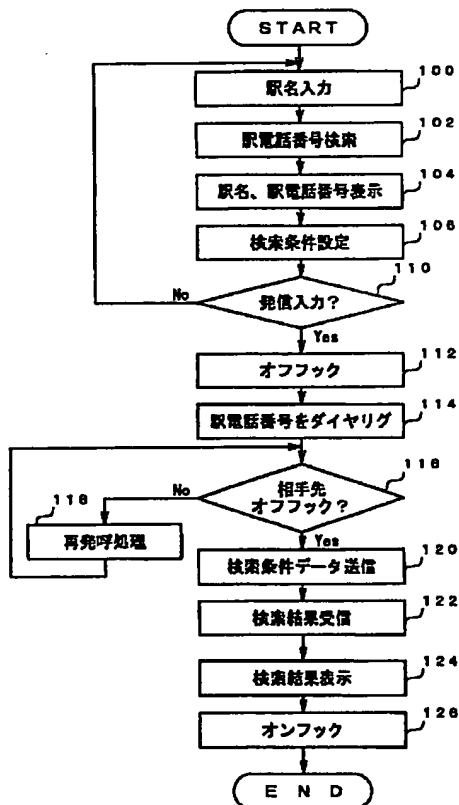 START
駅名入力
100
駅電話番号検索
102
駅名、駅電話番号表示
104
検索条件設定
106
発信入力?
110
No
Yes
オフフック
112
駅電話番号をダイヤリグ
114
相手先
オフフック?
116
No
Yes
再発呼処理
118
検索条件データ送信
120
検索結果受信
122
検索結果表示
124
オンフック
126
END